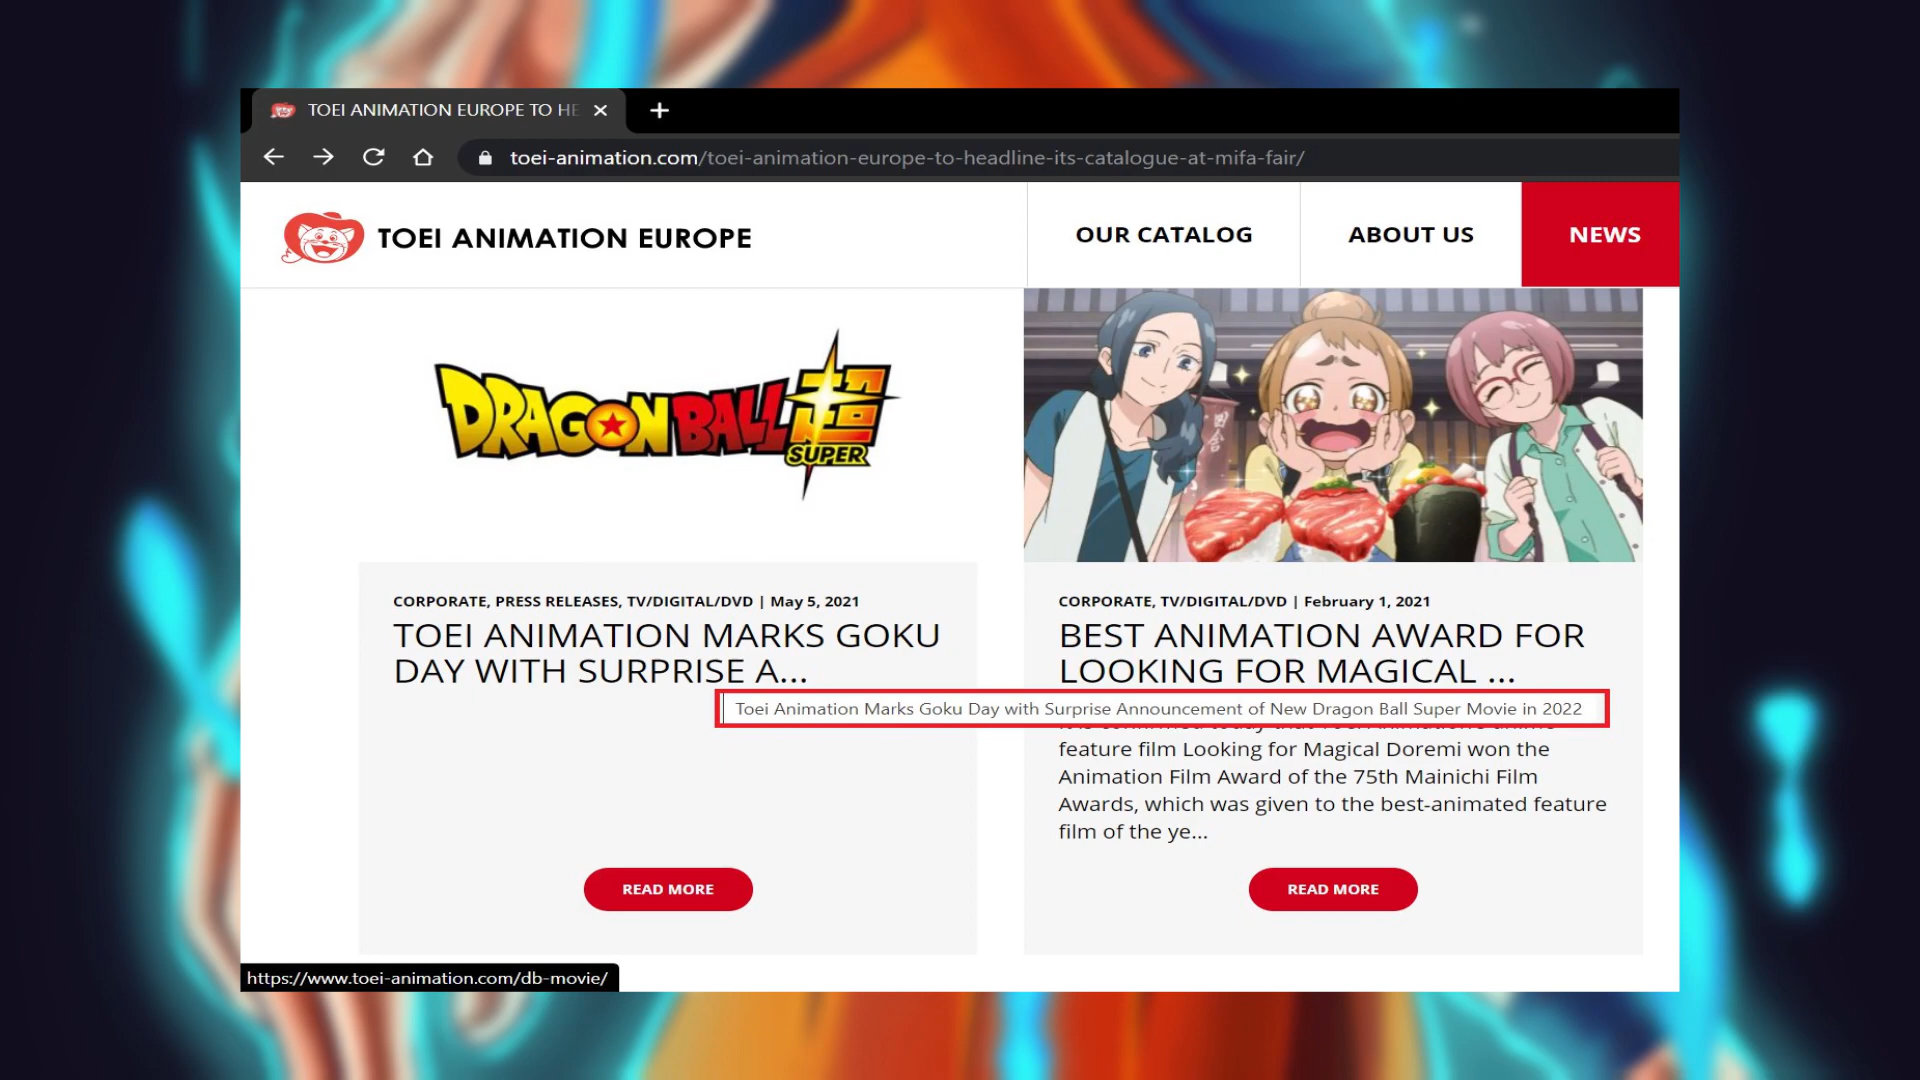 TOEI ANIMATION EUROPE TO HE
toei-animation.com/toei-animation-europe-to-headline-its-catalogue-at-mifa-fair/
TOEI ANIMATION EUROPE
OUR CATALOG
ABOUT US
NEWS
DRAGON BALL 超
SUPER
CORPORATE, PRESS RELEASES, TV/DIGITAL/DVD | May 5, 2021
TOEI ANIMATION MARKS GOKU
DAY WITH SURPRISE A...
READ MORE
CORPORATE, TV/DIGITAL/DVD | February 1, 2021
BEST ANIMATION AWARD FOR
LOOKING FOR MAGICAL ...
Toei Animation Marks Goku Day with Surprise Announcement of New Dragon Ball Super Movie in 2022
feature film Looking for Magical Doremi won the
Animation Film Award of the 75th Mainichi Film
Awards, which was given to the best-animated feature
film of the ye...
READ MORE
https://www.toei-animation.com/db-movie/